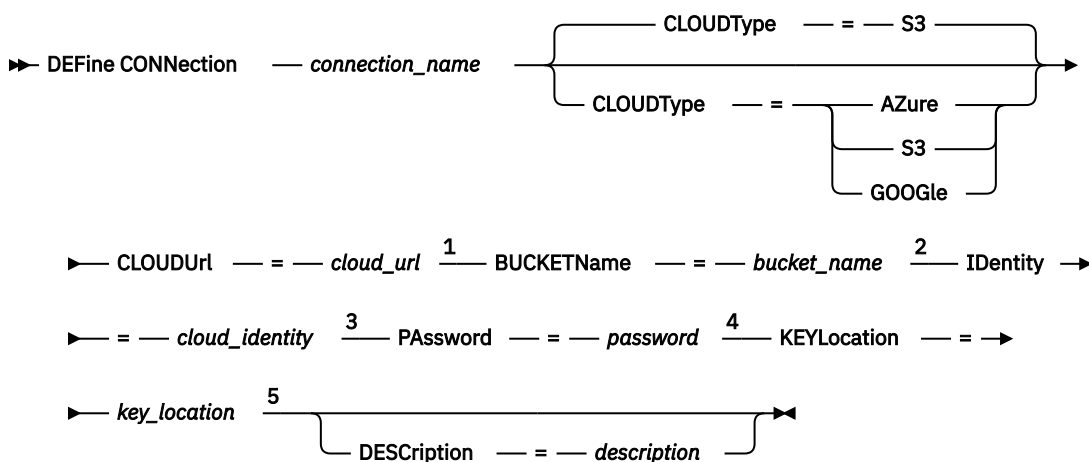 CLOUDType = S3
DEFine CONNection connection_name
CLOUDType = AZure
S3
GOOGle
CLOUDUrl = cloud_url 1 BUCKETName = bucket_name 2 IDentity
= cloud_identity 3 PAssword = password 4 KEYLocation =
key_location 5
DESCription = description